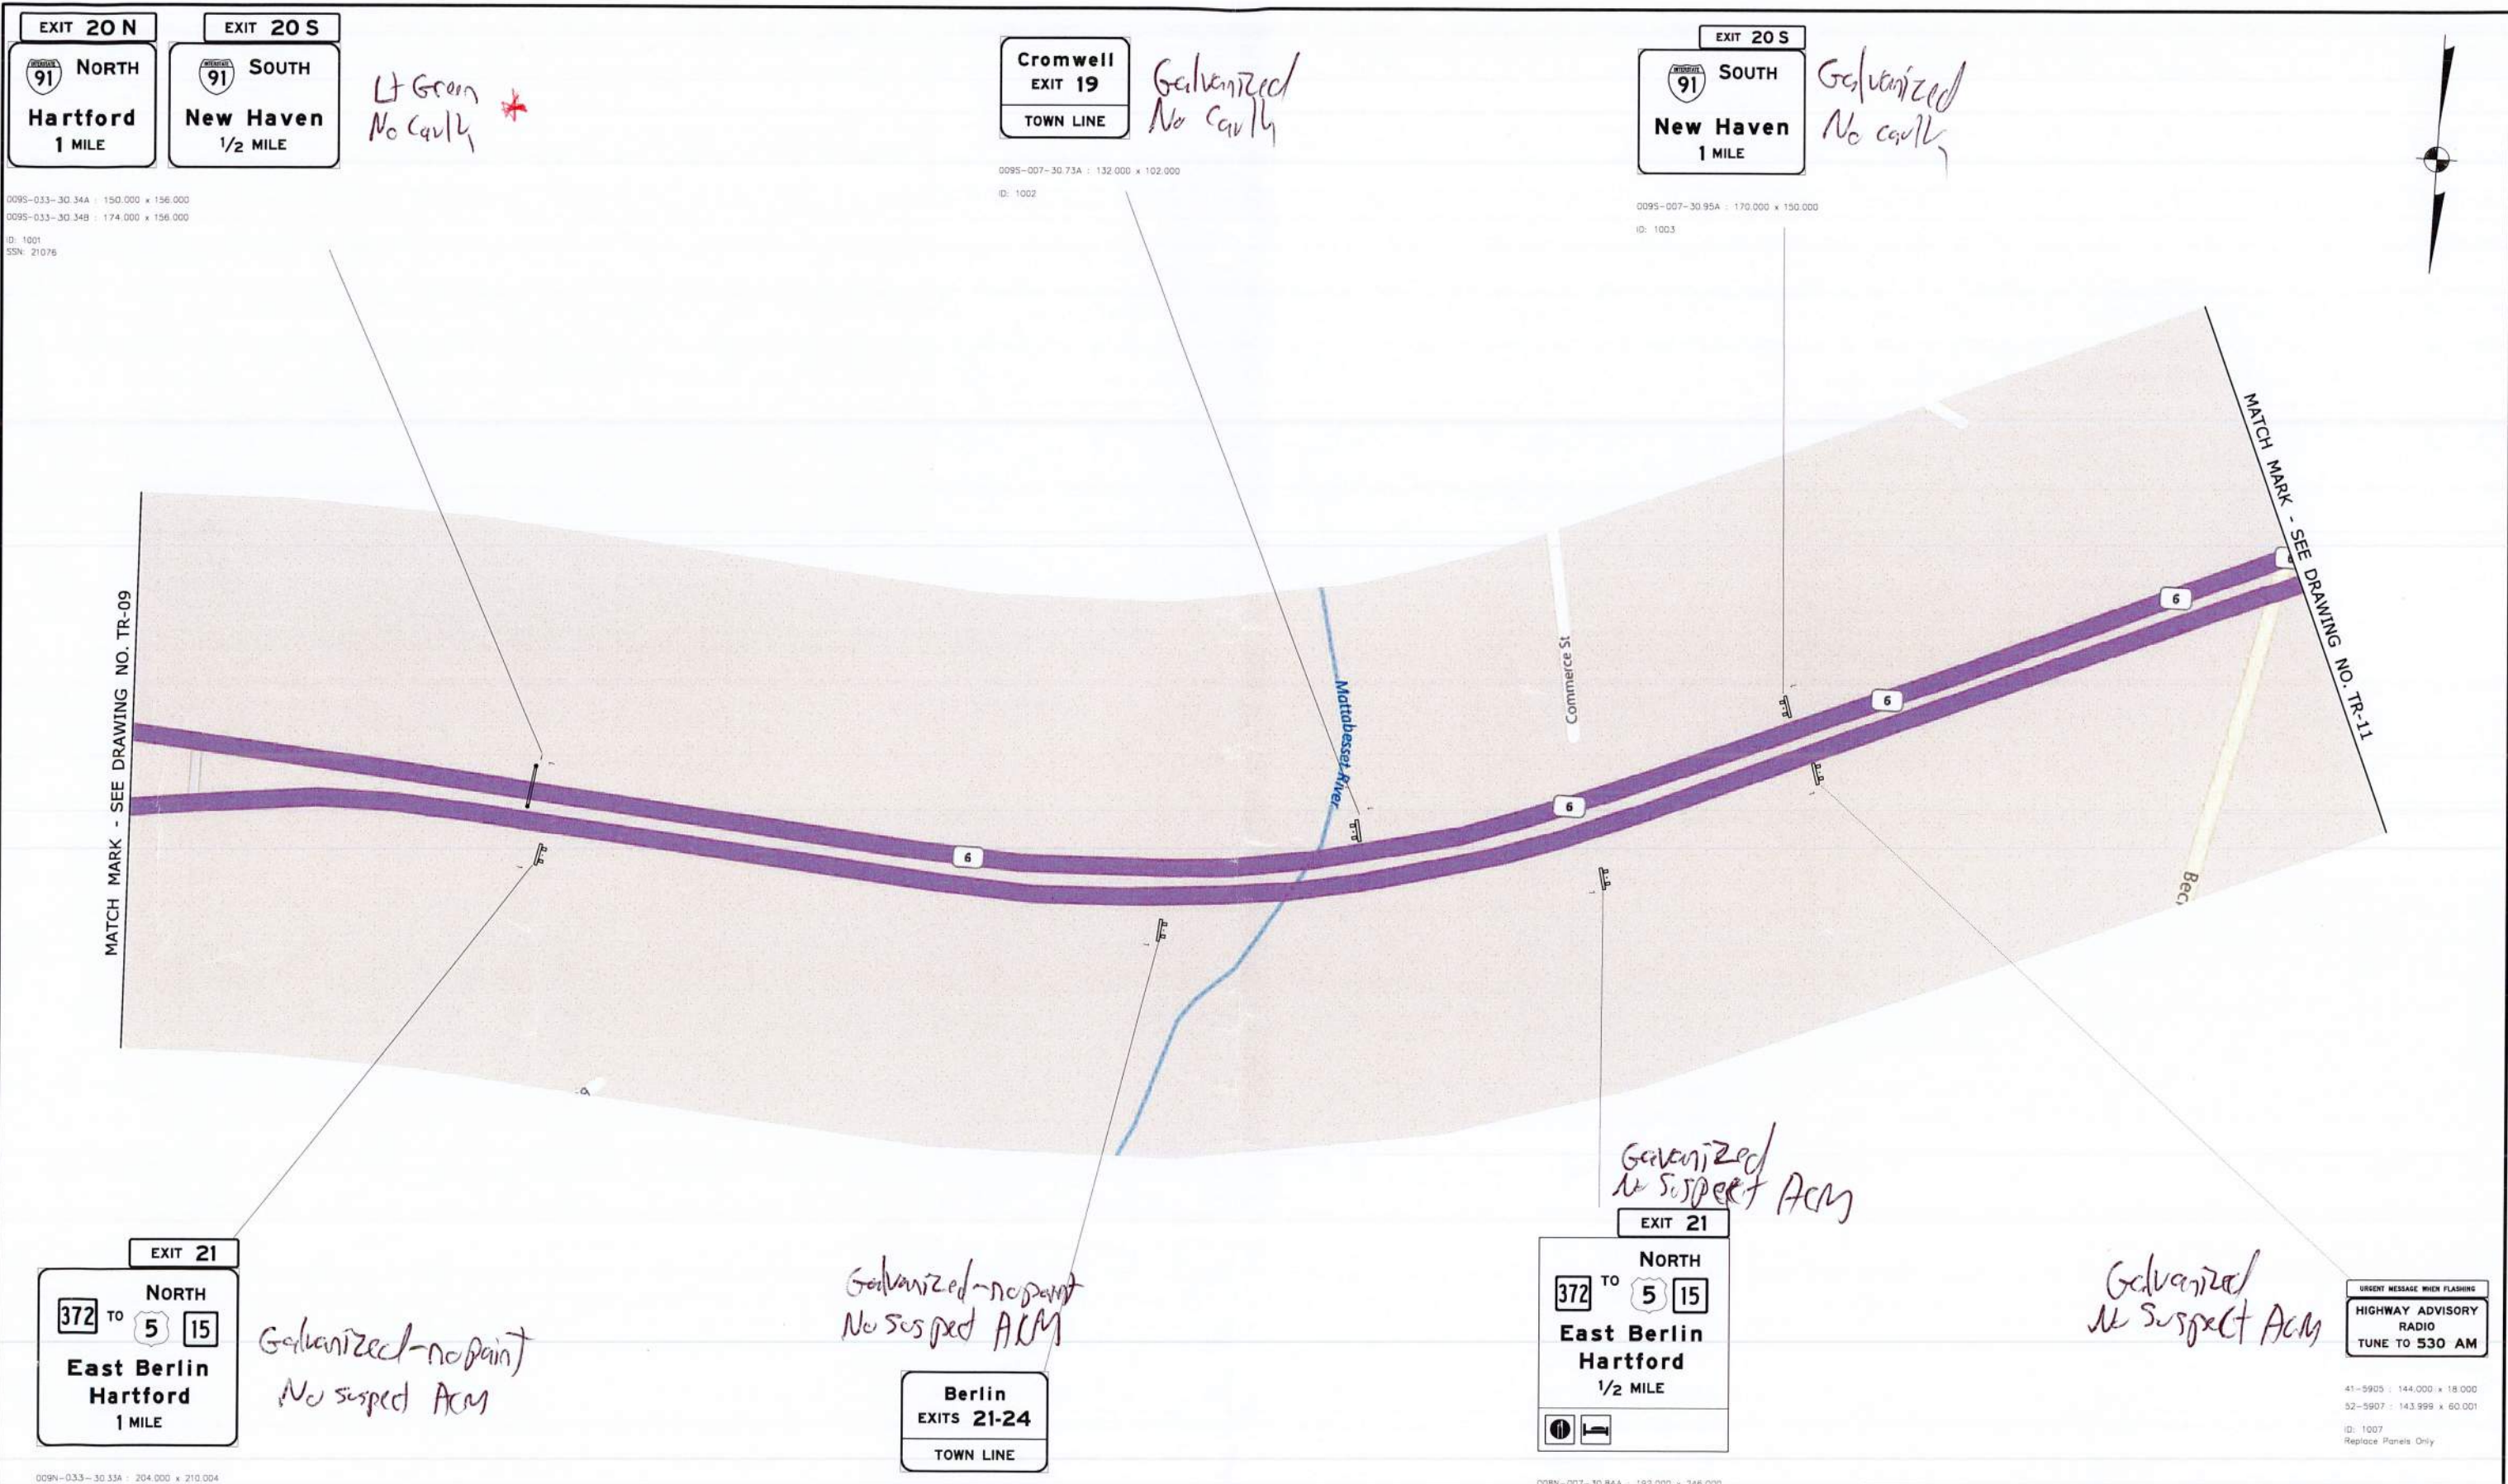 EXIT 20 N
INTERSTATE
91 NORTH
Hartford
1 MILE
EXIT 20 S
INTERSTATE
91 SOUTH
New Haven
1/2 MILE
Lt Green *
No Caulk
009S-033-30.34A : 150.000 x 156.000
009S-033-30.34B : 174.000 x 156.000
ID: 1001
SSN: 21076
Cromwell
EXIT 19
TOWN LINE
Galvanized
No Caulk
009S-007-30.73A : 132.000 x 102.000
ID: 1002
EXIT 20 S
INTERSTATE
91 SOUTH
New Haven
1 MILE
Galvanized
No caulk
009S-007-30.95A : 170.000 x 150.000
ID: 1003
MATCH MARK - SEE DRAWING NO. TR-09
MATCH MARK - SEE DRAWING NO. TR-11
Mattabesset River
Commerce St
Bec
6
6
6
6
EXIT 21
NORTH
372 TO 5 15
East Berlin
Hartford
1 MILE
Galvanized-no paint
No suspect ACM
009N-033-30.33A : 204.000 x 210.004
Galvanized-no paint
No suspect ACM
Berlin
EXITS 21-24
TOWN LINE
Gavanized
No Suspect ACM
EXIT 21
NORTH
372 TO 5 15
East Berlin
Hartford
1/2 MILE
Galvanized
No Suspect ACM
URGENT MESSAGE WHEN FLASHING
HIGHWAY ADVISORY
RADIO
TUNE TO 530 AM
41-5905 : 144.000 x 18.000
52-5907 : 143.999 x 60.001
ID: 1007
Replace Panels Only